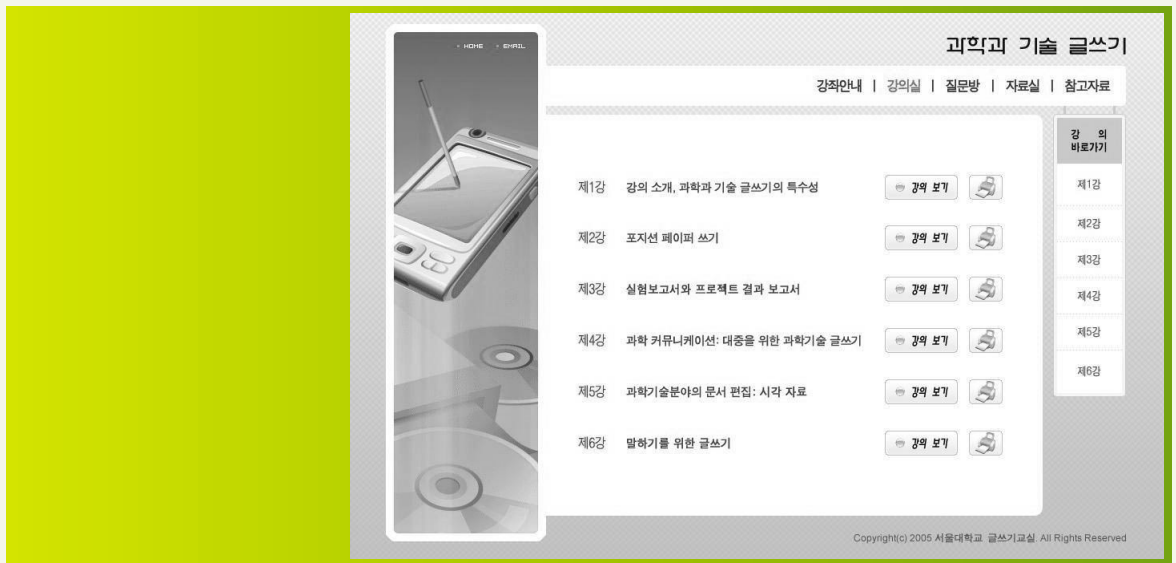 HOME EMAIL
과학과 기술 글쓰기
강좌안내 | 강의실 | 질문방 | 자료실 | 참고자료
강 의
바로가기
제1강 강의 소개, 과학과 기술 글쓰기의 특수성 강의 보기
제2강 포지션 페이퍼 쓰기 강의 보기
제3강 실험보고서와 프로젝트 결과 보고서 강의 보기
제4강 과학 커뮤니케이션: 대중을 위한 과학기술 글쓰기 강의 보기
제5강 과학기술분야의 문서 편집: 시각 자료 강의 보기
제6강 말하기를 위한 글쓰기 강의 보기
제1강
제2강
제3강
제4강
제5강
제6강
Copyright(c) 2005 서울대학교 글쓰기교실. All Rights Reserved